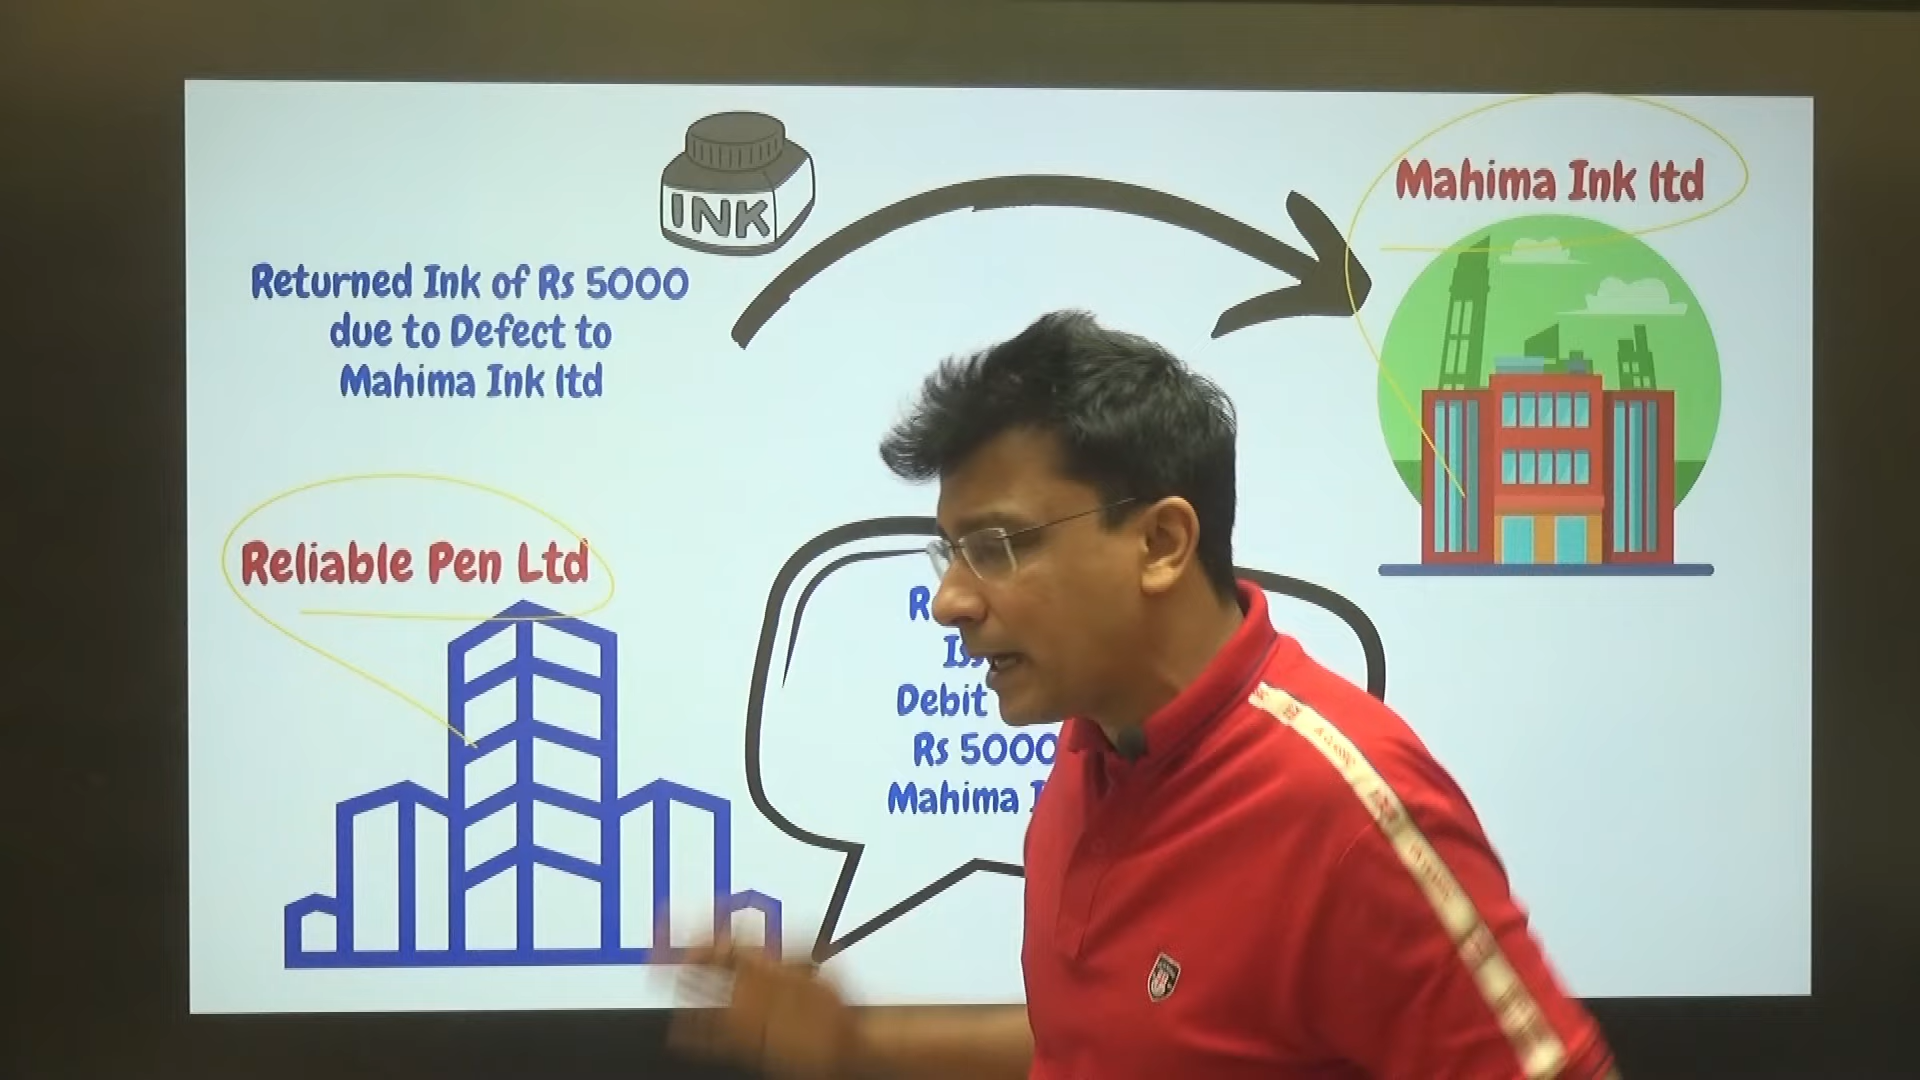 INK
Mahima Ink ltd
Returned Ink of Rs 5000
due to Defect to
Mahima Ink ltd
Reliable Pen Ltd
Debit
Rs 5000
Mahima